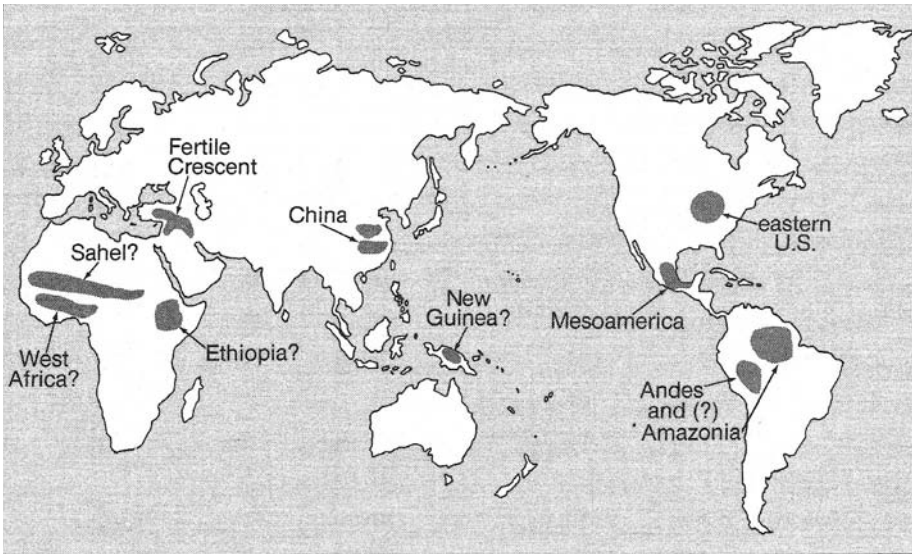 Fertile
Crescent
China
Sahel?
eastern
U.S.
New
Guinea?
Mesoamerica
West
Africa?
Ethiopia?
Andes
and (?)
Amazonia